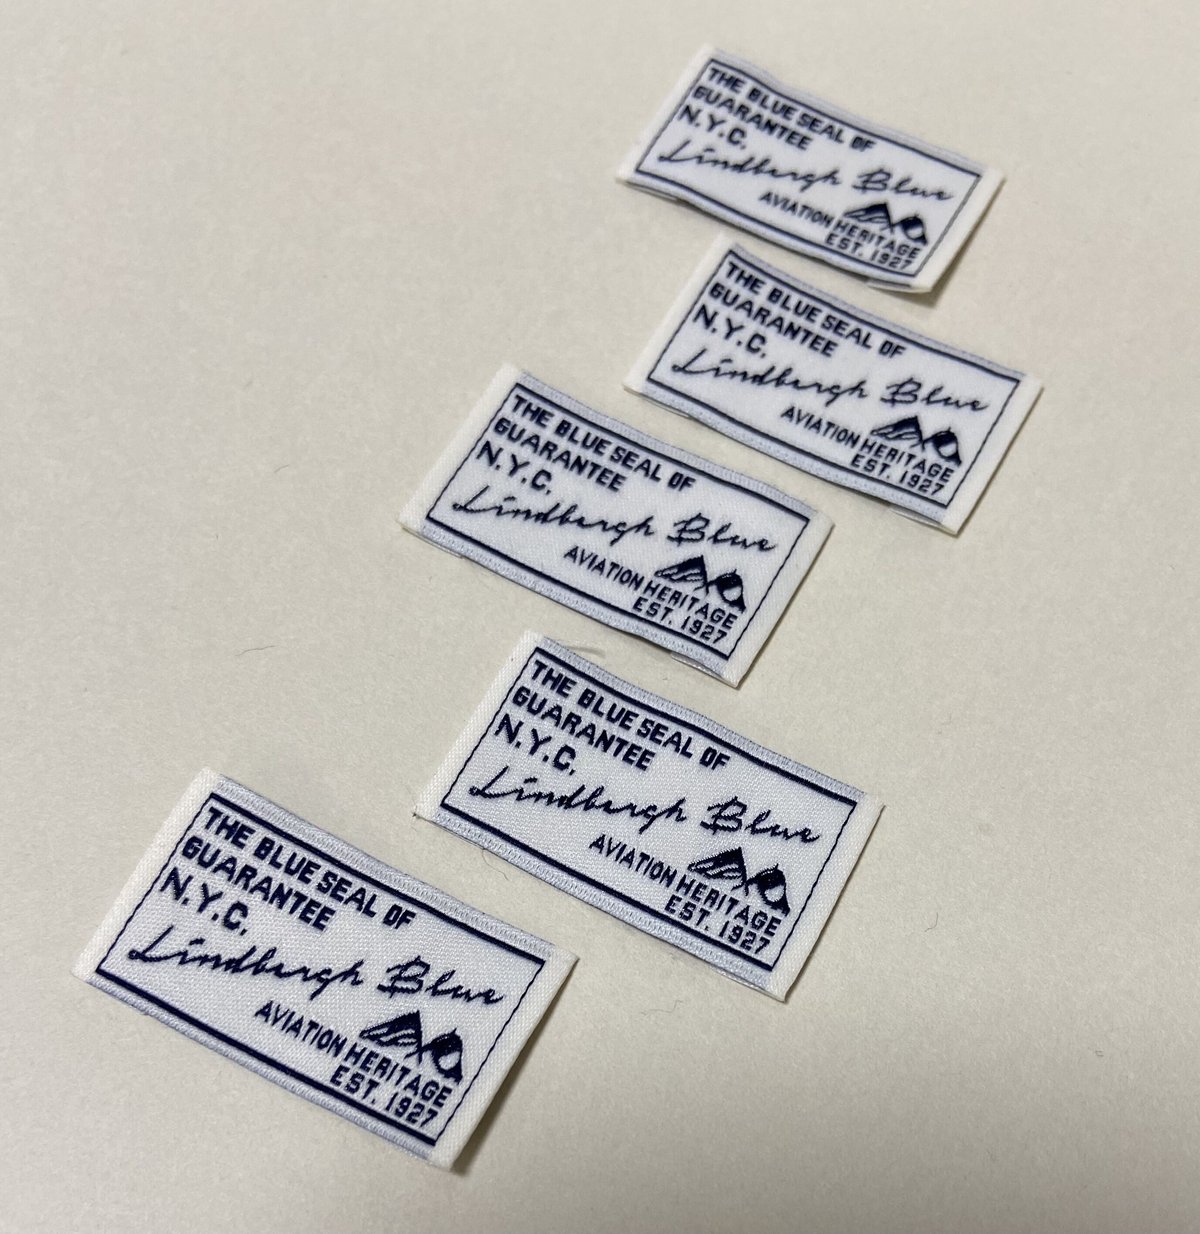 THE BLUE SEAL OF
GUARANTEE
N.Y.C.
Lindbergh Blue
AVIATION HERITAGE
EST. 1927
THE BLUE SEAL OF
GUARANTEE
N.Y.C.
Lindbergh Blue
AVIATION HERITAGE
EST. 1927
THE BLUE SEAL OF
GUARANTEE
N.Y.C.
Lindbergh Blue
AVIATION HERITAGE
EST. 1927
THE BLUE SEAL OF
GUARANTEE
N.Y.C.
Lindbergh Blue
AVIATION HERITAGE
EST. 1927
THE BLUE SEAL OF
GUARANTEE
N.Y.C.
Lindbergh Blue
AVIATION HERITAGE
EST. 1927